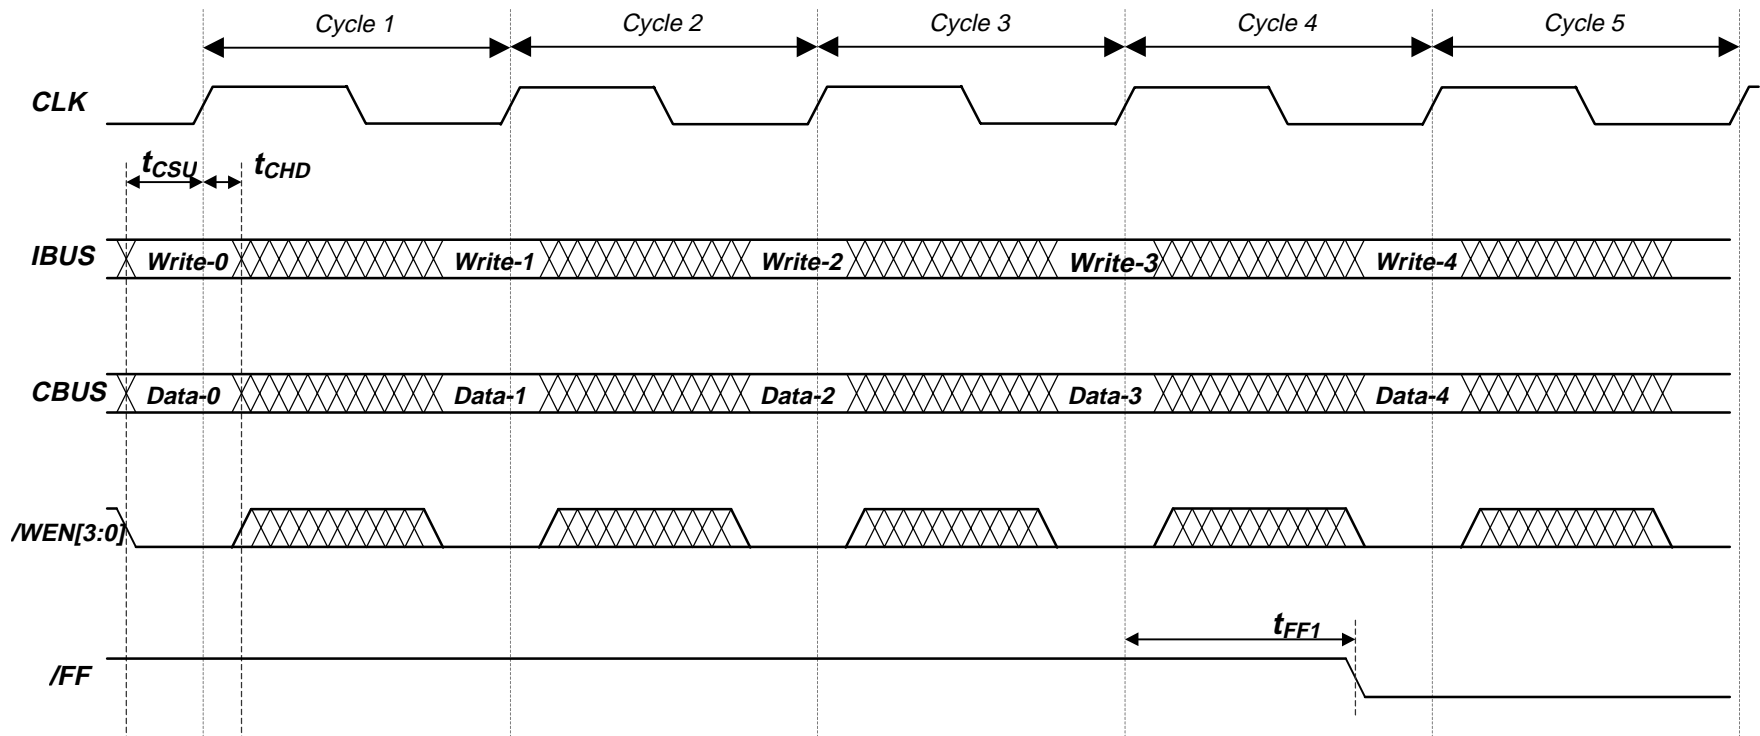 Cycle 1 Cycle 2 Cycle 3 Cycle 4 Cycle 5
CLK
tCSU tCHD
IBUS Write-0 Write-1 Write-2 Write-3 Write-4
CBUS Data-0 Data-1 Data-2 Data-3 Data-4
/WEN[3:0]
tFF1
/FF